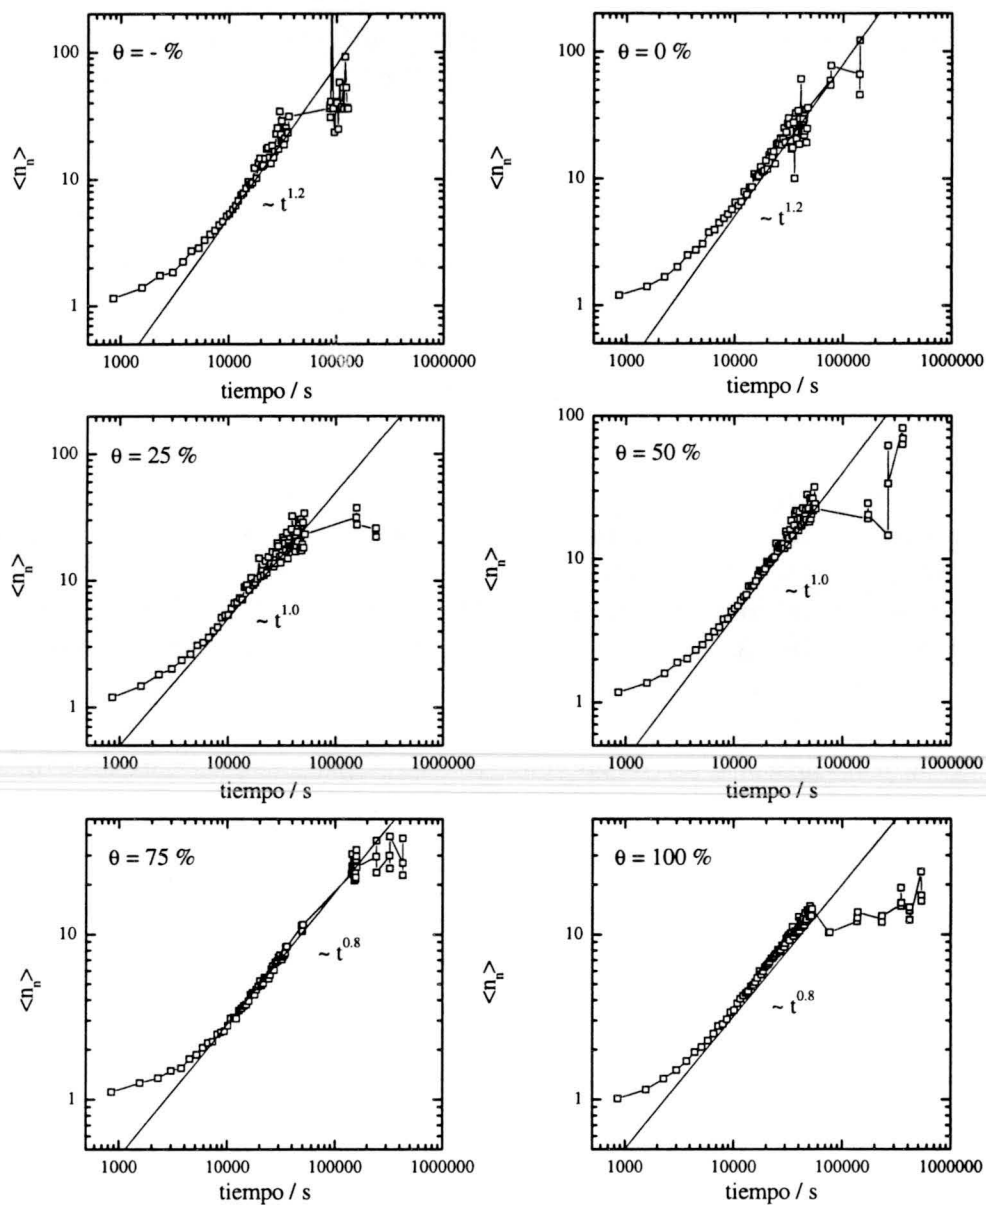 θ = - %
100
10
1
<n_n>
~ t^1.2
1000 10000 100000 1000000
tiempo / s
θ = 0 %
100
10
1
<n_n>
~ t^1.2
1000 10000 100000 1000000
tiempo / s
θ = 25 %
100
10
1
<n_n>
~ t^1.0
1000 10000 100000 1000000
tiempo / s
θ = 50 %
100
10
1
<n_n>
~ t^1.0
1000 10000 100000 1000000
tiempo / s
θ = 75 %
10
1
<n_n>
~ t^0.8
1000 10000 100000 1000000
tiempo / s
θ = 100 %
10
1
<n_n>
~ t^0.8
1000 10000 100000 1000000
tiempo / s